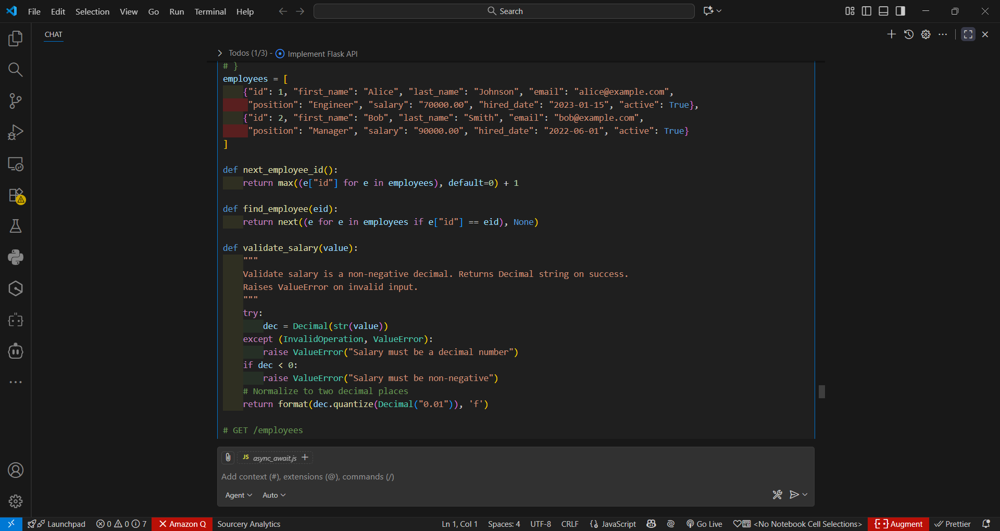 File Edit Selection View Go Run Terminal Help
Search
CHAT
Todos (1/3) - Implement Flask API
# }
employees = [
    {"id": 1, "first_name": "Alice", "last_name": "Johnson", "email": "alice@example.com",
     "position": "Engineer", "salary": "70000.00", "hired_date": "2023-01-15", "active": True},
    {"id": 2, "first_name": "Bob", "last_name": "Smith", "email": "bob@example.com",
     "position": "Manager", "salary": "90000.00", "hired_date": "2022-06-01", "active": True}
]
def next_employee_id():
    return max((e["id"] for e in employees), default=0) + 1
def find_employee(eid):
    return next((e for e in employees if e["id"] == eid), None)
def validate_salary(value):
    """
    Validate salary is a non-negative decimal. Returns Decimal string on success.
    Raises ValueError on invalid input.
    """
    try:
        dec = Decimal(str(value))
    except (InvalidOperation, ValueError):
        raise ValueError("Salary must be a decimal number")
    if dec < 0:
        raise ValueError("Salary must be non-negative")
    # Normalize to two decimal places
    return format(dec.quantize(Decimal("0.01")), 'f')
# GET /employees
JS async_await.js +
Add context (#), extensions (@), commands (/)
Agent Auto
Launchpad 0 0 7 Amazon Q Sourcery Analytics Ln 1, Col 1 Spaces: 4 UTF-8 CRLF JavaScript Go Live <No Notebook Cell Selections> Augment Prettier